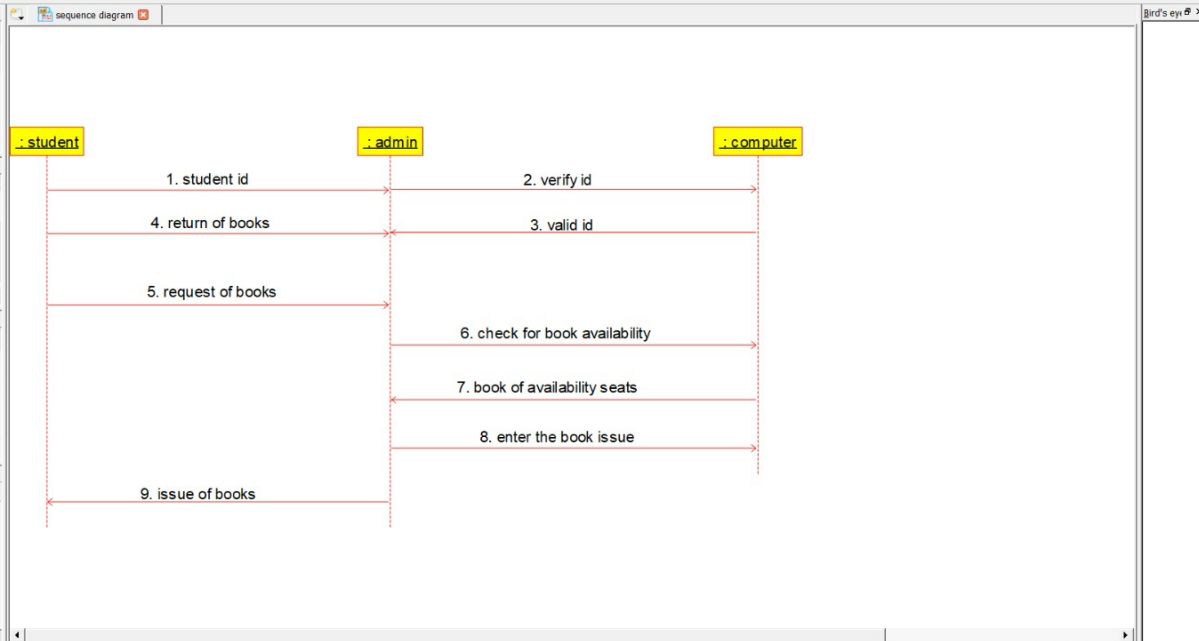 sequence diagram
Bird's eye
: student
: admin
: computer
1. student id
2. verify id
4. return of books
3. valid id
5. request of books
6. check for book availability
7. book of availability seats
8. enter the book issue
9. issue of books